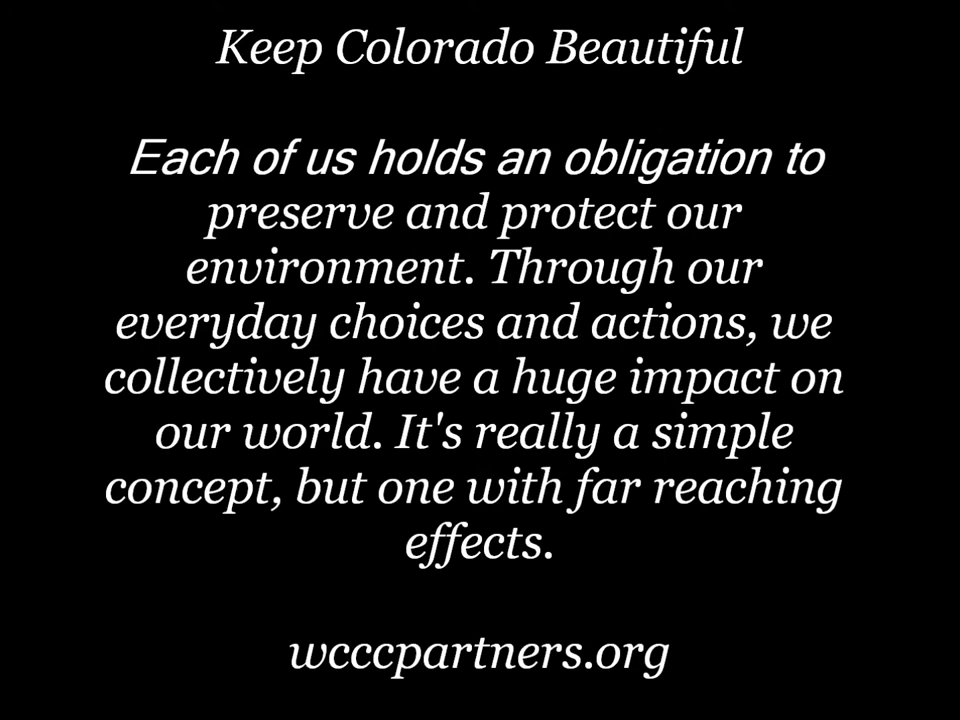 Keep Colorado Beautiful
Each of us holds an obligation to
preserve and protect our
environment. Through our
everyday choices and actions, we
collectively have a huge impact on
our world. It's really a simple
concept, but one with far reaching
effects.
wcccpartners.org